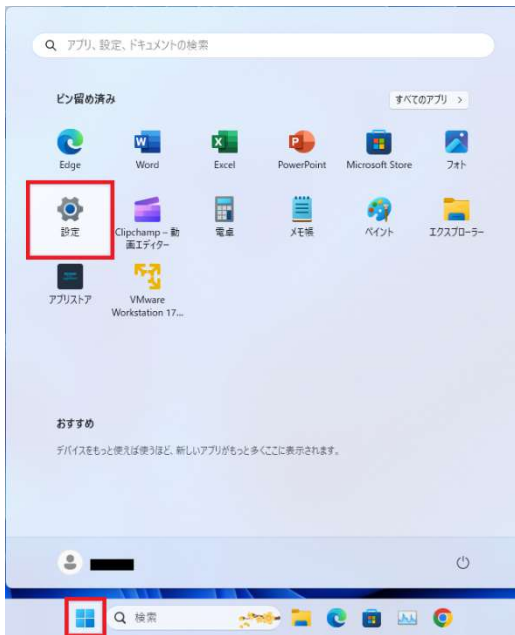 アプリ、設定、ドキュメントの検索
ピン留め済み
すべてのアプリ >
Edge
Word
Excel
PowerPoint
Microsoft Store
フォト
設定
Clipchamp – 動
画エディター
電卓
メモ帳
ペイント
エクスプローラー
アプリストア
VMware
Workstation 17...
おすすめ
デバイスをもっと使えば使うほど、新しいアプリがもっと多くここに表示されます。
検索